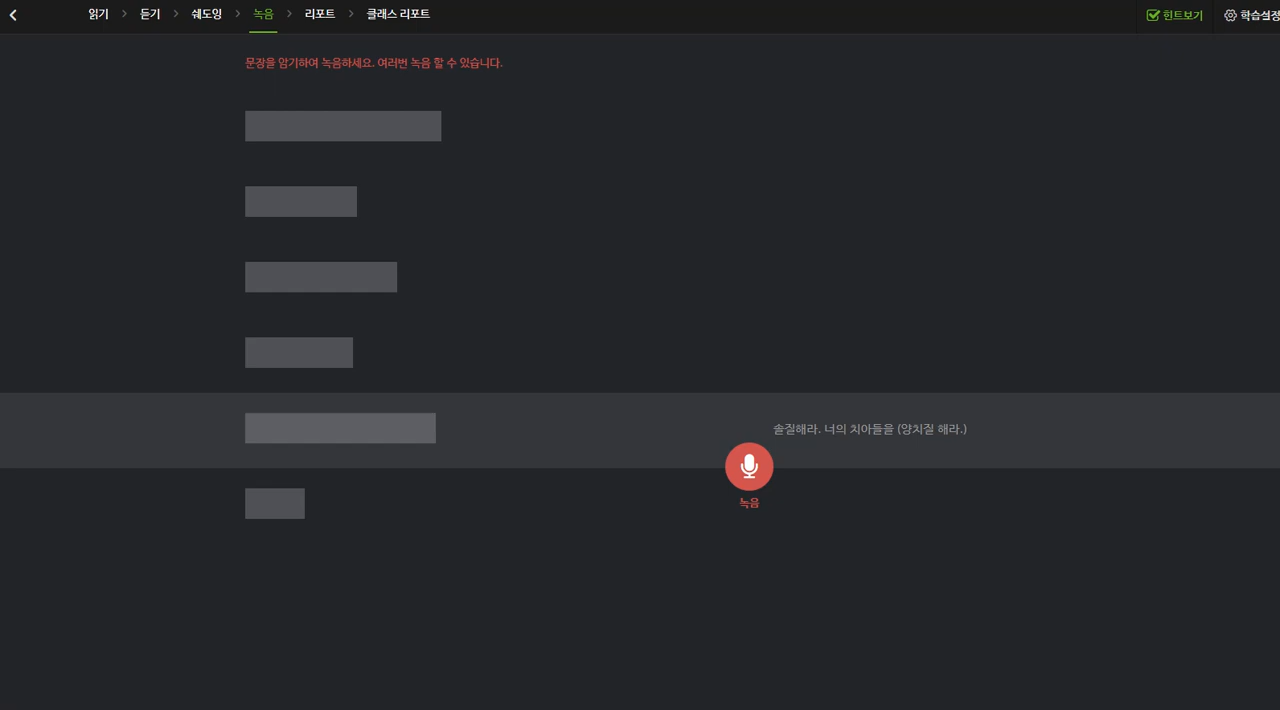 읽기 > 듣기 > 쉐도잉 > 녹음 > 리포트 > 클래스 리포트 힌트보기 학습설정
문장을 암기하여 녹음하세요. 여러번 녹음 할 수 있습니다.
솔질해라. 너의 치아들을 (양치질 해라.)
녹음